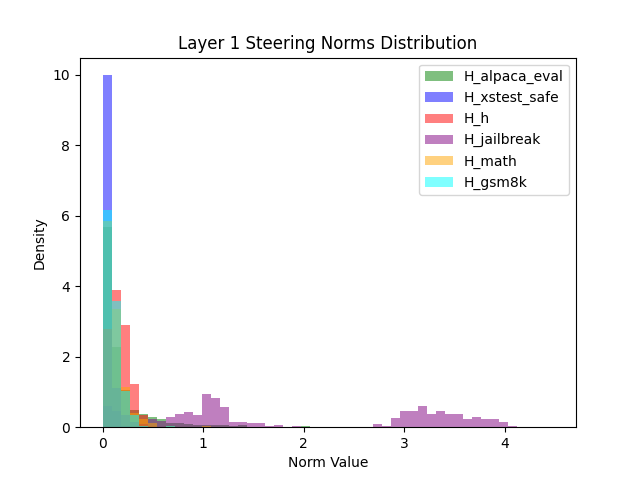 Layer 1 Steering Norms Distribution
H_alpaca_eval
H_xstest_safe
H_h
H_jailbreak
H_math
H_gsm8k
10
8
6
4
2
0
Density
0 1 2 3 4
Norm Value